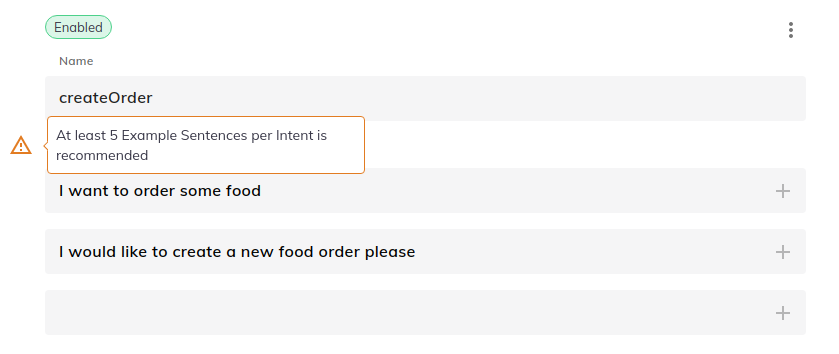 Enabled
Name
createOrder
At least 5 Example Sentences per Intent is
recommended
I want to order some food
I would like to create a new food order please